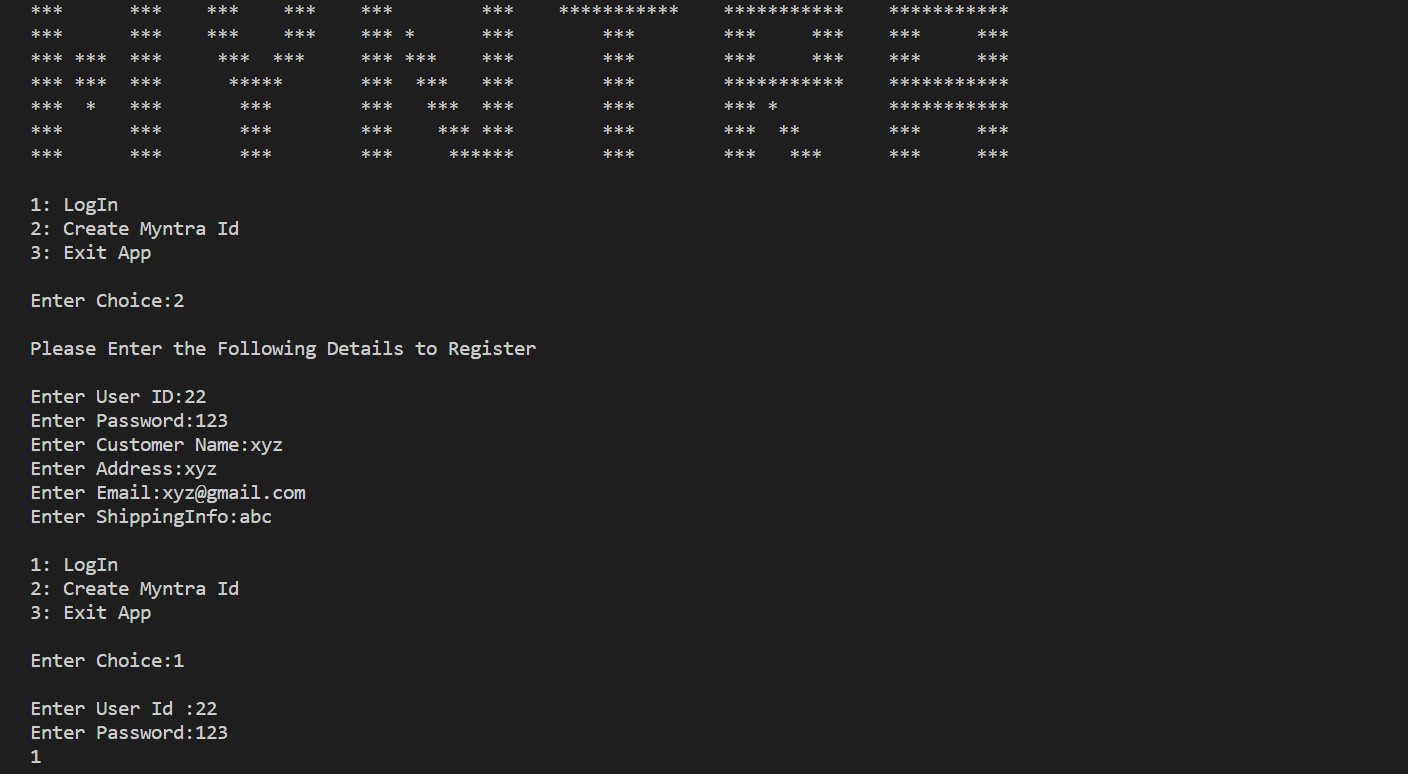 ***      ***    ***    ***    ***        ***    ***********    ***********    ***********
***      ***    ***    ***    *** *      ***        ***        ***     ***    ***     ***
*** ***  ***     ***  ***     *** ***    ***        ***        ***     ***    ***     ***
*** ***  ***      *****       ***  ***   ***        ***        ***********    ***********
***  *   ***       ***        ***   ***  ***        ***        *** *          ***********
***      ***       ***        ***    *** ***        ***        ***  **        ***     ***
***      ***       ***        ***     ******        ***        ***   ***      ***     ***
1: LogIn
2: Create Myntra Id
3: Exit App
Enter Choice:2
Please Enter the Following Details to Register
Enter User ID:22
Enter Password:123
Enter Customer Name:xyz
Enter Address:xyz
Enter Email:xyz@gmail.com
Enter ShippingInfo:abc
1: LogIn
2: Create Myntra Id
3: Exit App
Enter Choice:1
Enter User Id :22
Enter Password:123
1